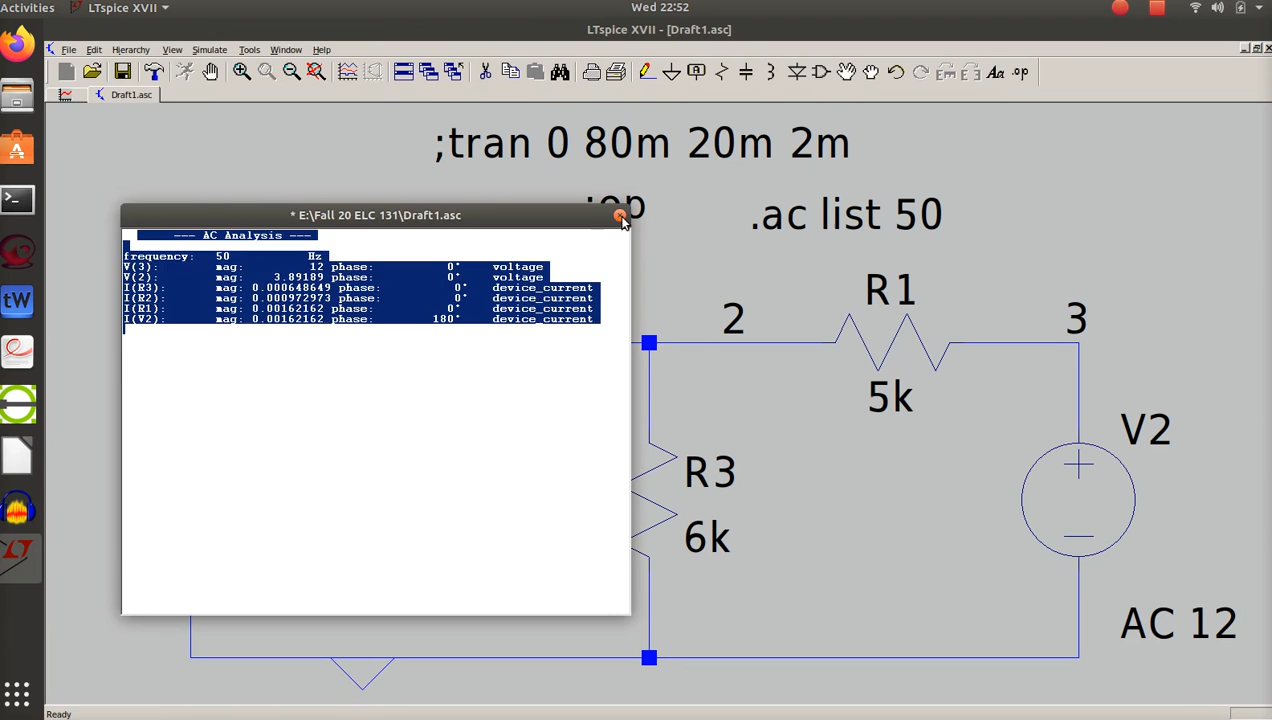 Activities
LTspice XVII
Wed 22:52
LTspice XVII - [Draft1.asc]
File Edit Hierarchy View Simulate Tools Window Help
Aa .op
Draft1.asc
;tran 0 80m 20m 2m
;op
.ac list 50
* E:\Fall 20 ELC 131\Draft1.asc
--- AC Analysis ---
frequency: 50 Hz
V(3): mag: 12 phase: 0° voltage
V(2): mag: 3.89189 phase: 0° voltage
I(R3): mag: 0.000648649 phase: 0° device_current
I(R2): mag: 0.000972973 phase: 0° device_current
I(R1): mag: 0.00162162 phase: 0° device_current
I(V2): mag: 0.00162162 phase: 180° device_current
R1
2
3
5k
V2
R3
6k
AC 12
tW
Ready